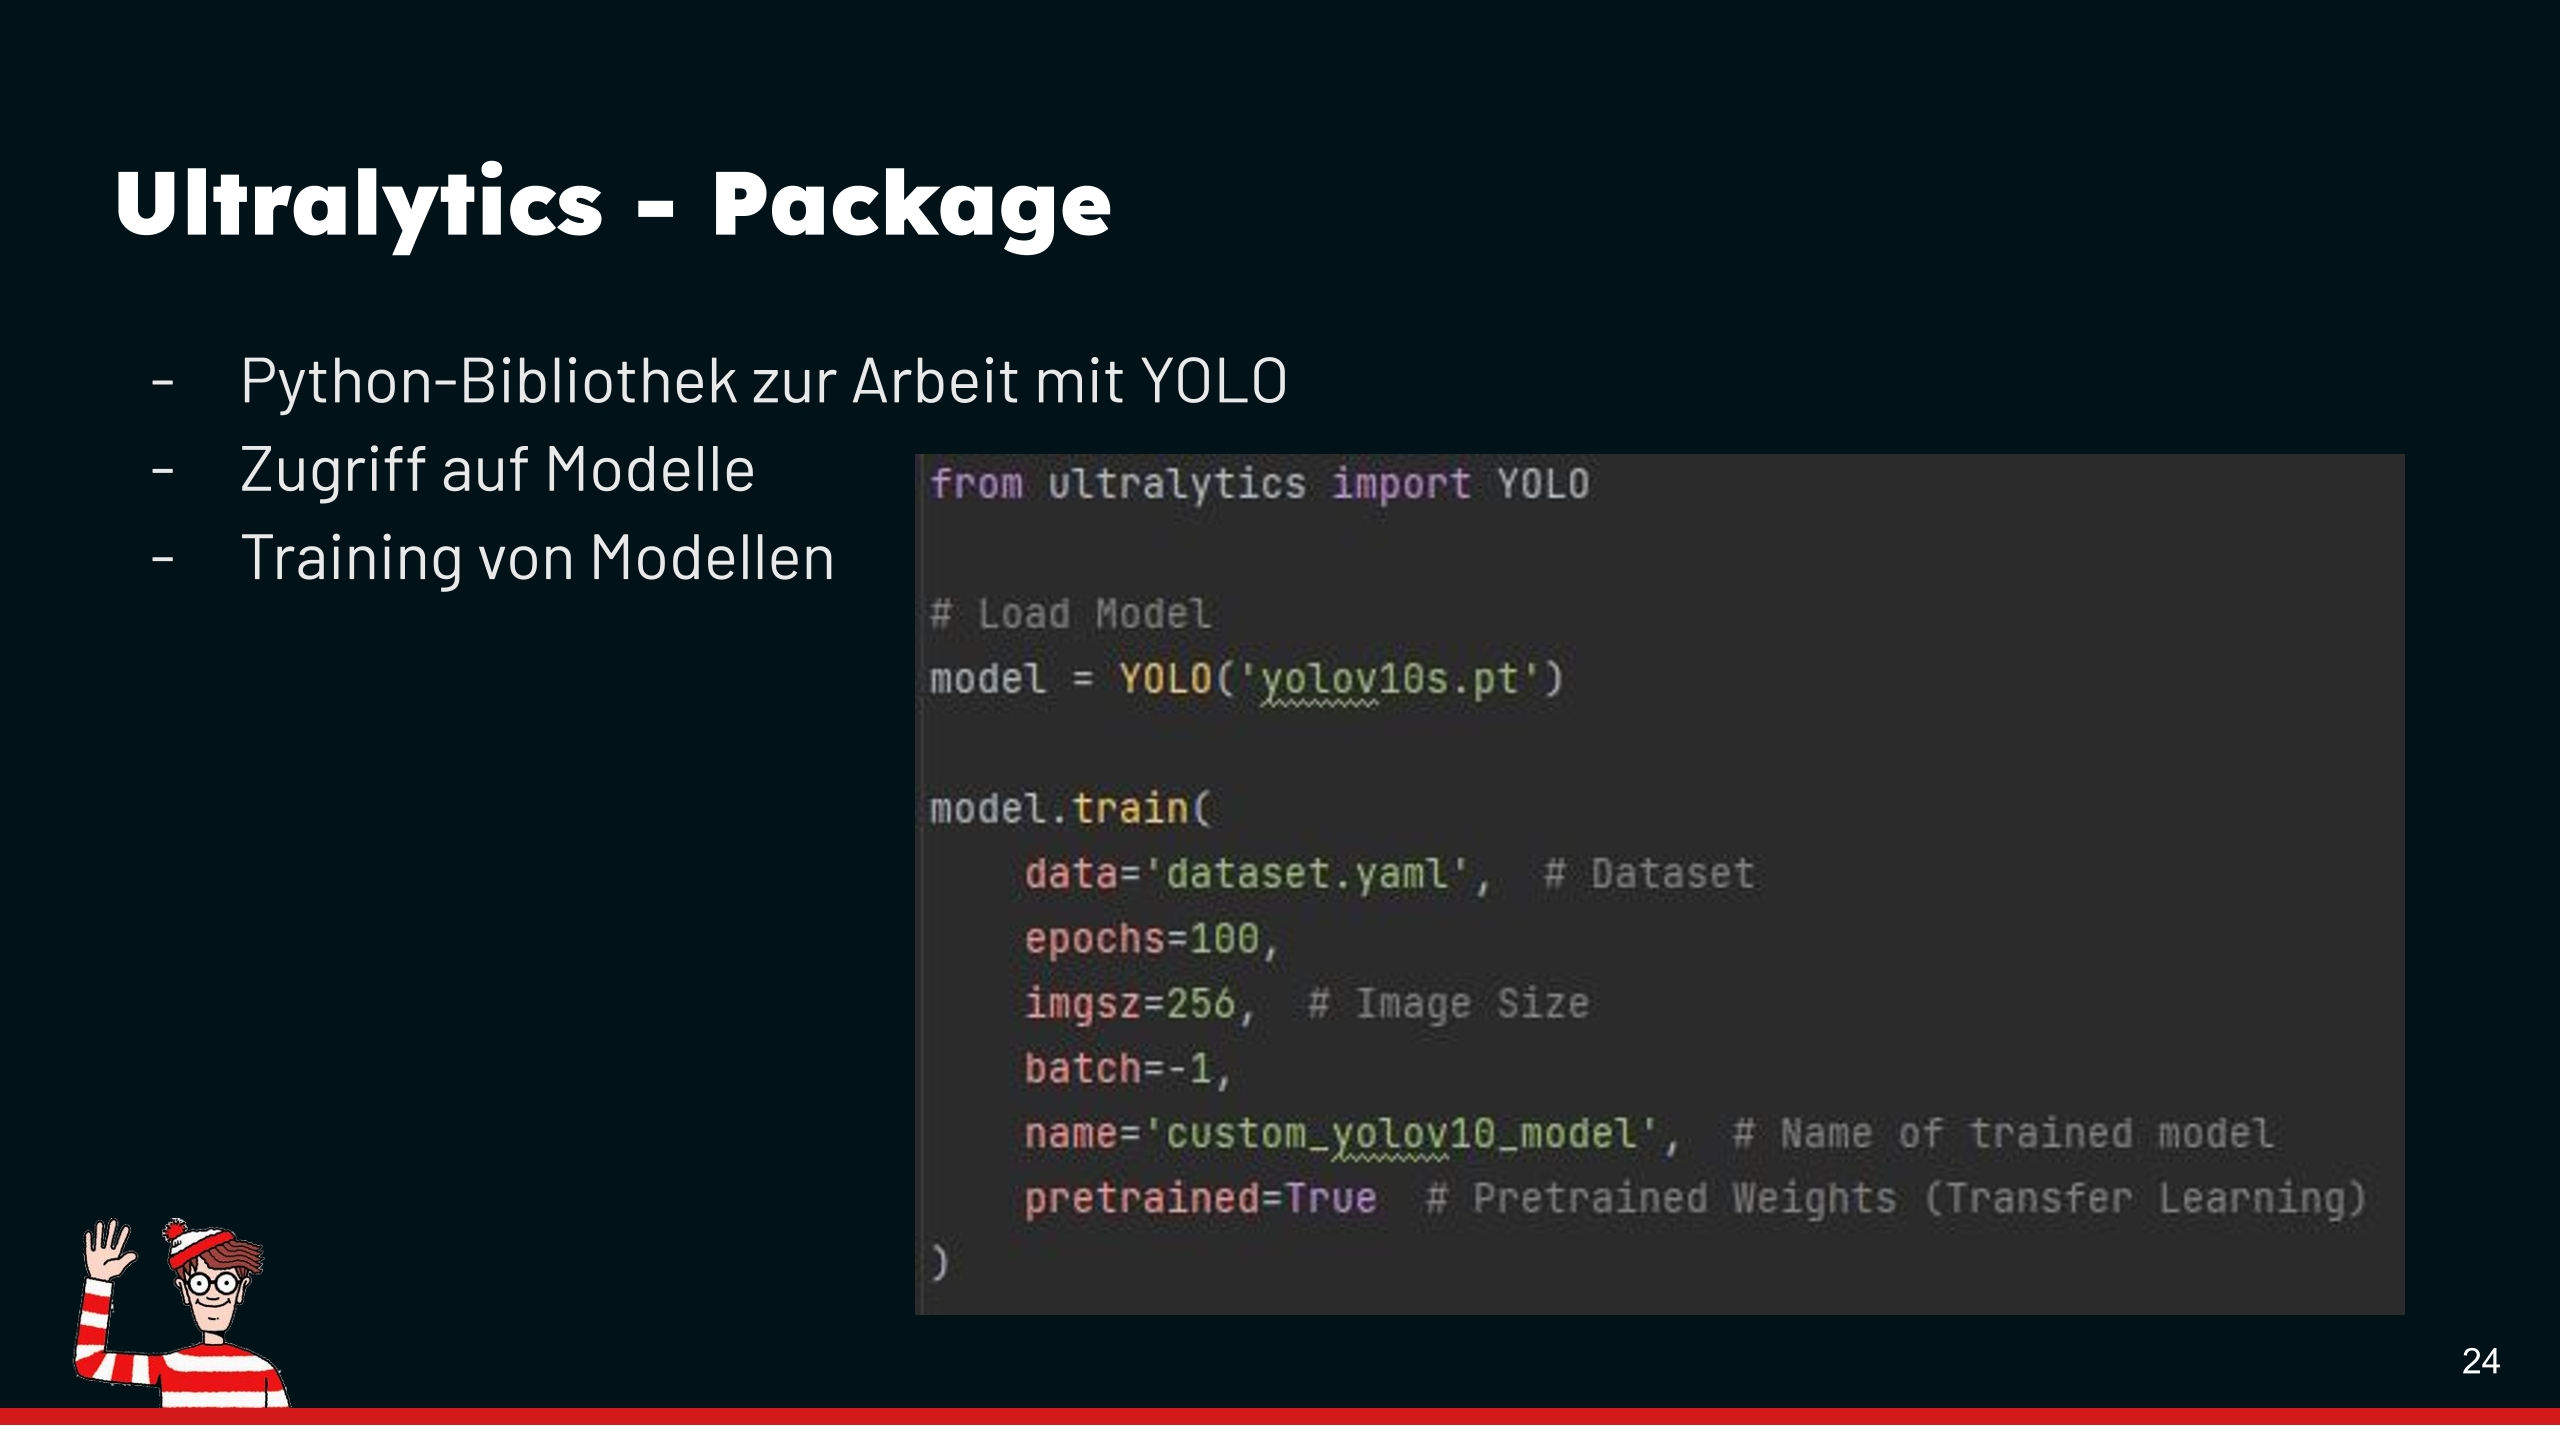 Ultralytics - Package
- Python-Bibliothek zur Arbeit mit YOLO
- Zugriff auf Modelle
- Training von Modellen
from ultralytics import YOLO
# Load Model
model = YOLO('yolov10s.pt')
model.train(
data='dataset.yaml',  # Dataset
epochs=100,
imgsz=256,  # Image Size
batch=-1,
name='custom_yolov10_model',  # Name of trained model
pretrained=True  # Pretrained Weights (Transfer Learning)
)
24